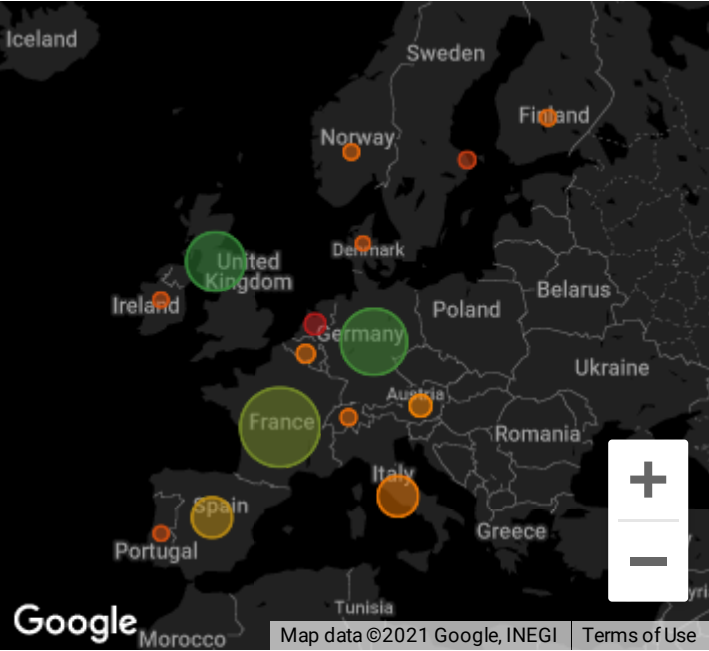 Iceland
Sweden
Finland
Norway
Denmark
United
Kingdom
Ireland
Belarus
Poland
Germany
Ukraine
Austria
France
Romania
Italy
Spain
Greece
Portugal
Tunisia
Morocco
Google
Map data ©2021 Google, INEGI
Terms of Use